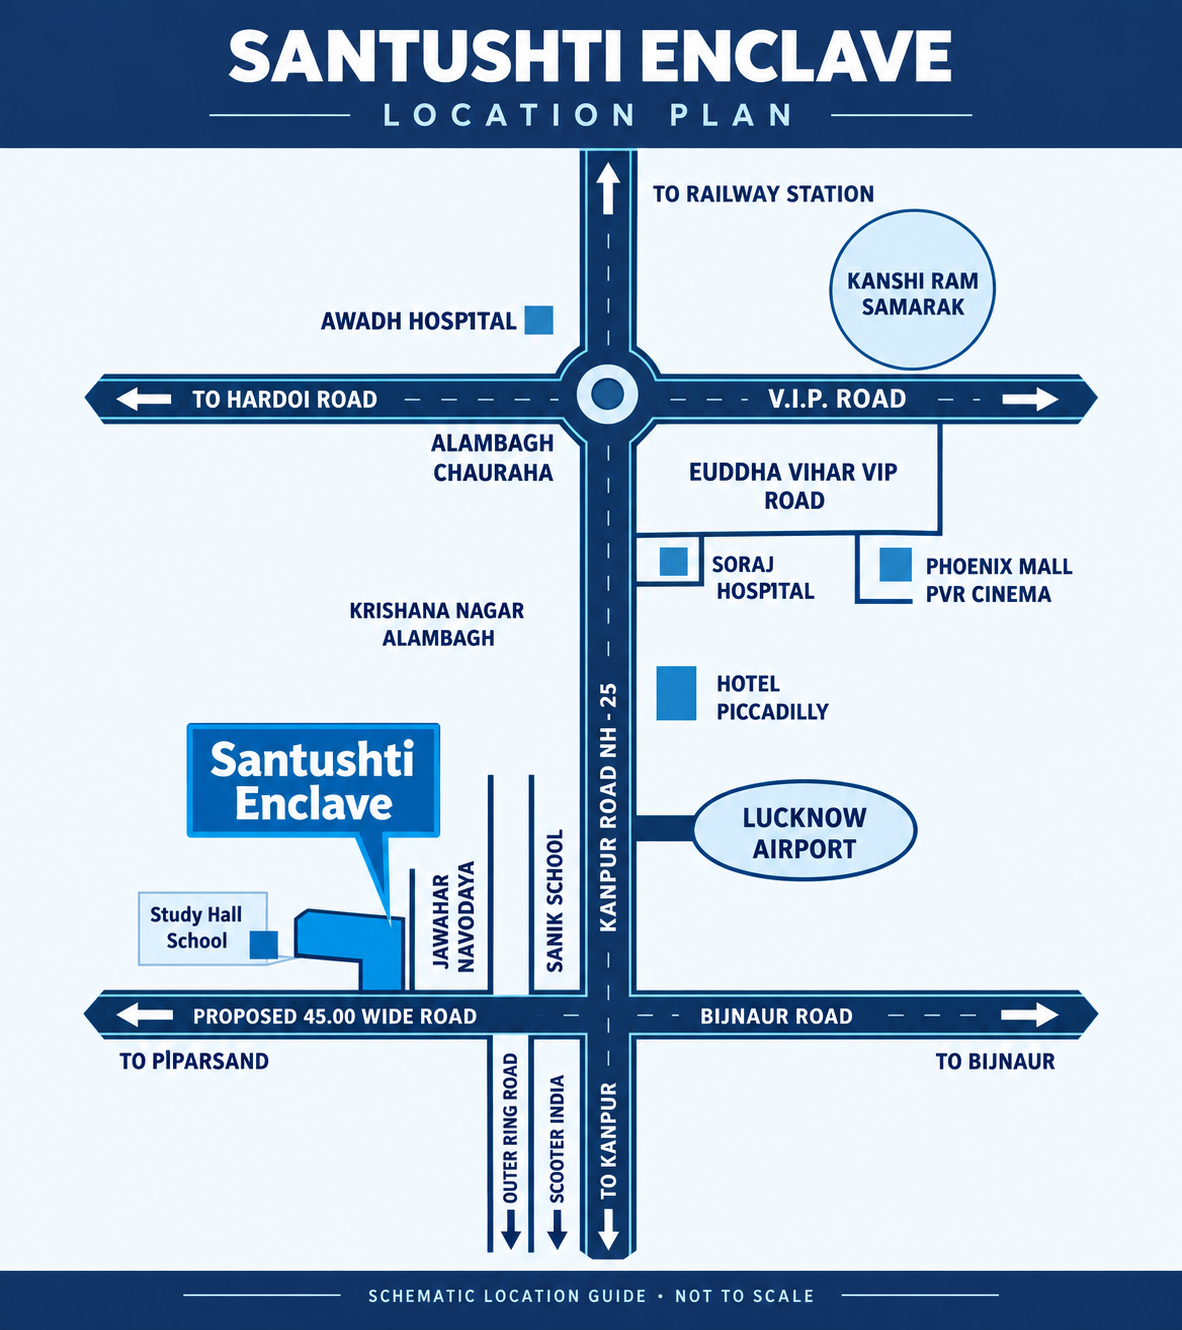 SANTUSHTI ENCLAVE
LOCATION PLAN
TO RAILWAY STATION
KANSHI RAM
SAMARAK
AWADH HOSPITAL
TO HARDOI ROAD
V.I.P. ROAD
ALAMBAGH
CHAURAHA
EUDDHA VIHAR VIP
ROAD
SORAJ
HOSPITAL
PHOENIX MALL
PVR CINEMA
KRISHANA NAGAR
ALAMBAGH
HOTEL
PICCADILLY
KANPUR ROAD NH - 25
Santushti
Enclave
LUCKNOW
AIRPORT
Study Hall
School
JAWAHAR
NAVODAYA
SANIK SCHOOL
PROPOSED 45.00 WIDE ROAD
BIJNAUR ROAD
TO PIPARSAND
TO BIJNAUR
OUTER RING ROAD
SCOOTER INDIA
TO KANPUR
SCHEMATIC LOCATION GUIDE • NOT TO SCALE